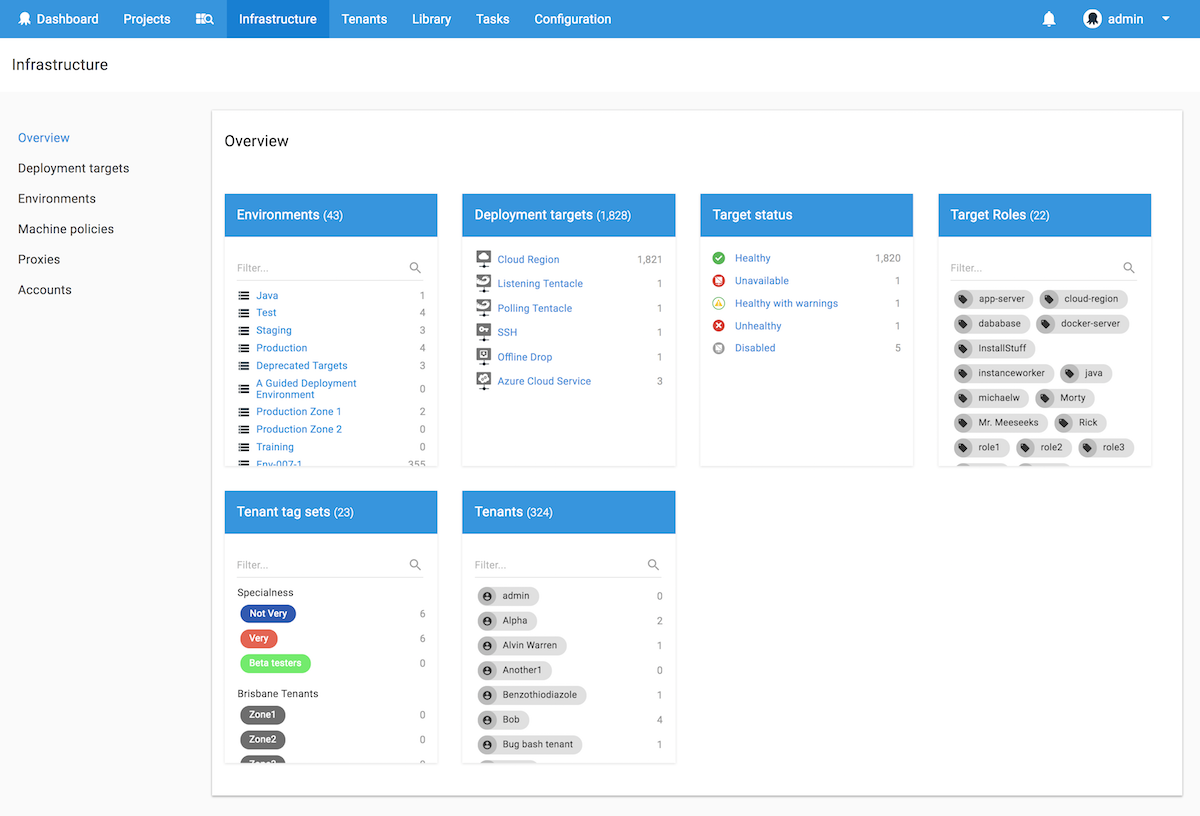 Dashboard Projects Infrastructure Tenants Library Tasks Configuration admin
Infrastructure
Overview
Deployment targets
Environments
Machine policies
Proxies
Accounts
Overview
Environments (43)
Filter...
Java 1
Test 4
Staging 3
Production 4
Deprecated Targets 3
A Guided Deployment
Environment 0
Production Zone 1 2
Production Zone 2 0
Training 0
Env-007-1 355
Deployment targets (1,828)
Cloud Region 1,821
Listening Tentacle 1
Polling Tentacle 1
SSH 1
Offline Drop 1
Azure Cloud Service 3
Target status
Healthy 1,820
Unavailable 1
Healthy with warnings 1
Unhealthy 1
Disabled 5
Target Roles (22)
Filter...
app-server cloud-region
dababase docker-server
InstallStuff
instanceworker java
michaelw Morty
Mr. Meeseeks Rick
role1 role2 role3
Tenant tag sets (23)
Filter...
Specialness
Not Very 6
Very 6
Beta testers 0
Brisbane Tenants
Zone1 0
Zone2 0
Tenants (324)
Filter...
admin 0
Alpha 2
Alvin Warren 1
Another1 0
Benzothiodiazole 1
Bob 4
Bug bash tenant 1